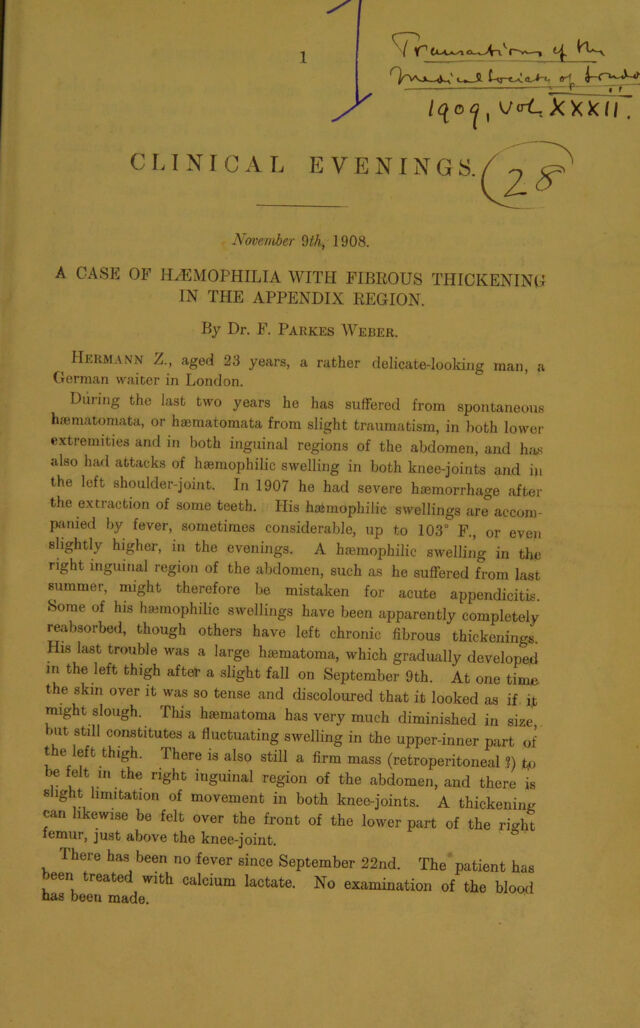 1
Transactions of the
Medical Society of London
1909, Vol. XXXII.
CLINICAL EVENINGS.
28
November 9th, 1908.
A CASE OF HÆMOPHILIA WITH FIBROUS THICKENING
IN THE APPENDIX REGION.
By Dr. F. Parkes Weber.
Hermann Z., aged 23 years, a rather delicate-looking man, a
German waiter in London.
During the last two years he has suffered from spontaneous
hæmatomata, or hæmatomata from slight traumatism, in both lower
extremities and in both inguinal regions of the abdomen, and has
also had attacks of hæmophilic swelling in both knee-joints and in
the left shoulder-joint. In 1907 he had severe hæmorrhage after
the extraction of some teeth. His hæmophilic swellings are accom-
panied by fever, sometimes considerable, up to 103° F., or even
slightly higher, in the evenings. A hæmophilic swelling in the
right inguinal region of the abdomen, such as he suffered from last
summer, might therefore be mistaken for acute appendicitis.
Some of his hæmophilic swellings have been apparently completely
reabsorbed, though others have left chronic fibrous thickenings.
His last trouble was a large hæmatoma, which gradually developed
in the left thigh after a slight fall on September 9th. At one time
the skin over it was so tense and discoloured that it looked as if it
might slough. This hæmatoma has very much diminished in size,
but still constitutes a fluctuating swelling in the upper-inner part of
the left thigh. There is also still a firm mass (retroperitoneal ?) to
be felt in the right inguinal region of the abdomen, and there is
slight limitation of movement in both knee-joints. A thickening
can likewise be felt over the front of the lower part of the right
femur, just above the knee-joint.
There has been no fever since September 22nd. The patient has
been treated with calcium lactate. No examination of the blood
has been made.